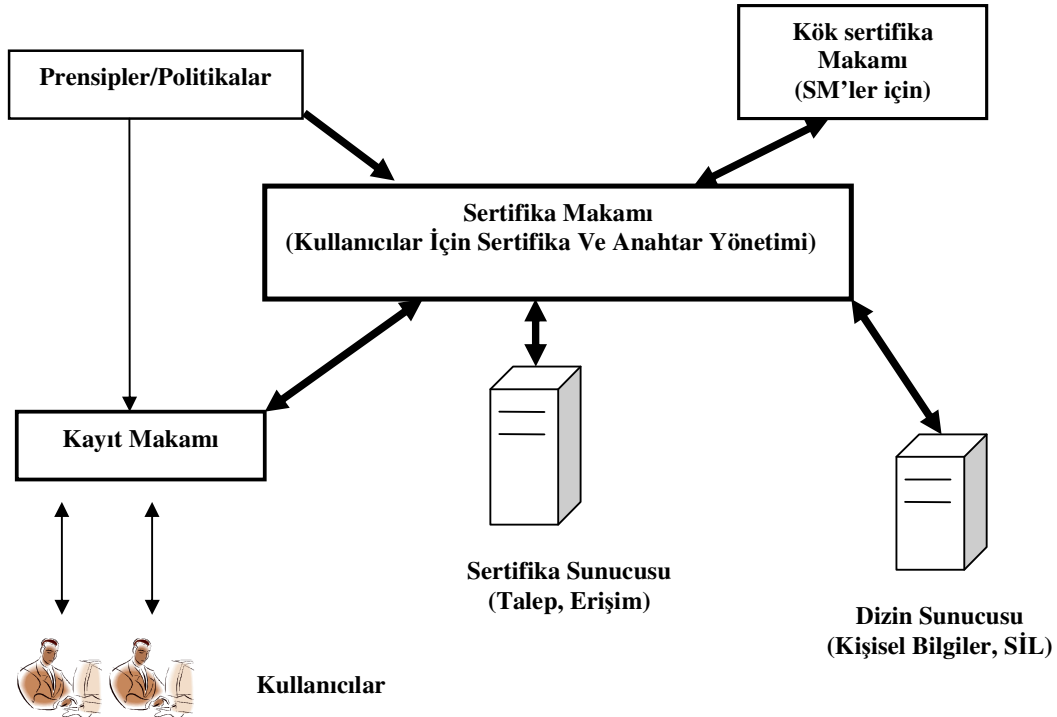 Prensipler/Politikalar
Kök sertifika
Makamı
(SM’ler için)
Sertifika Makamı
(Kullanıcılar İçin Sertifika Ve Anahtar Yönetimi)
Kayıt Makamı
Sertifika Sunucusu
(Talep, Erişim)
Dizin Sunucusu
(Kişisel Bilgiler, SİL)
Kullanıcılar